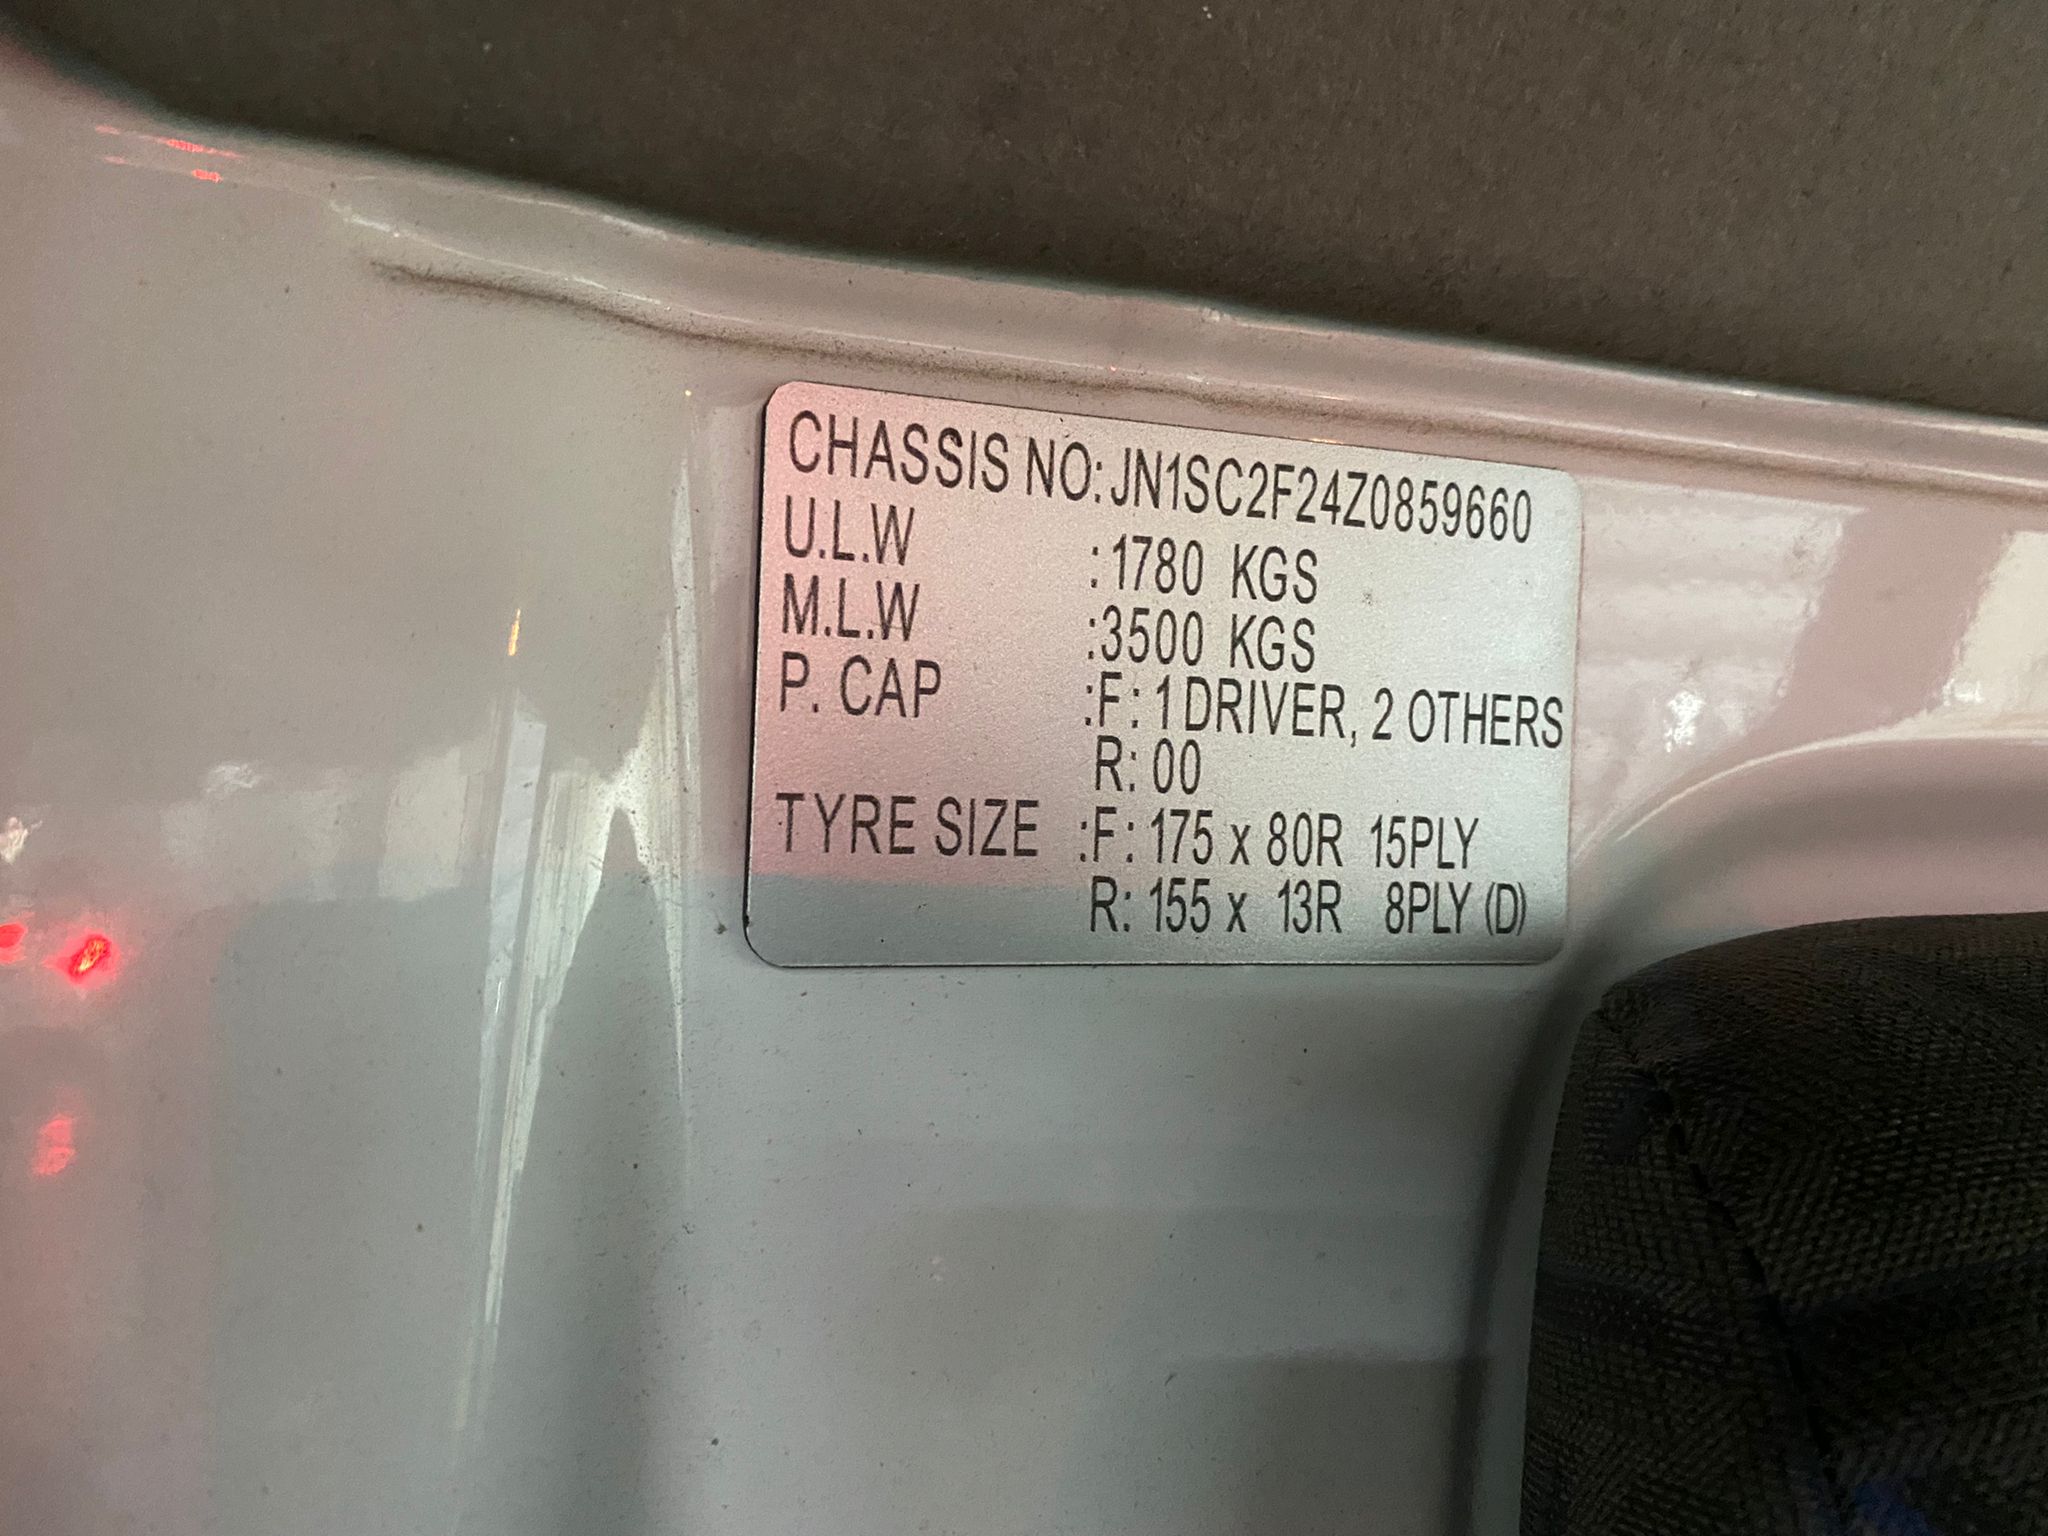 CHASSIS NO: JN1SC2F24Z0859660
U.L.W :1780 KGS
M.L.W :3500 KGS
P. CAP :F: 1 DRIVER, 2 OTHERS
R: 00
TYRE SIZE :F: 175 x 80R 15PLY
R: 155 x 13R 8PLY (D)